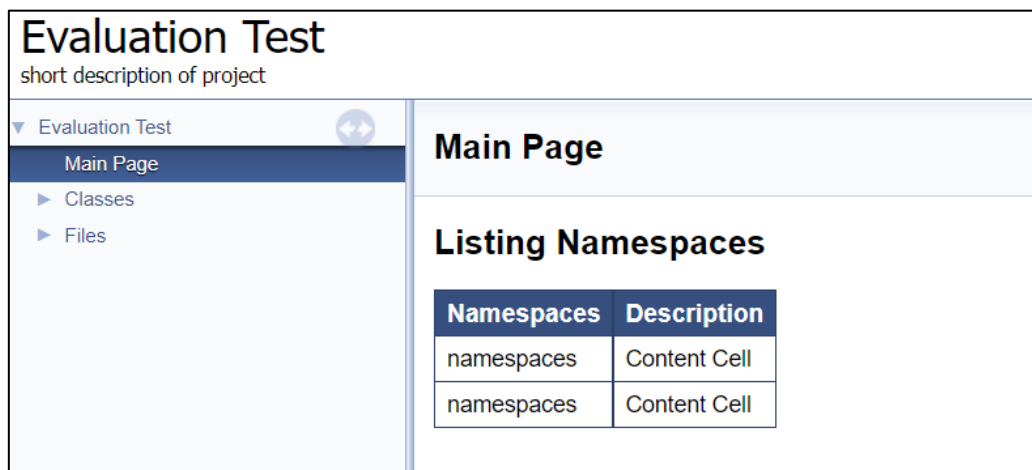 Evaluation Test
short description of project
Evaluation Test
Main Page
Classes
Files
Main Page
Listing Namespaces
Namespaces Description
namespaces Content Cell
namespaces Content Cell